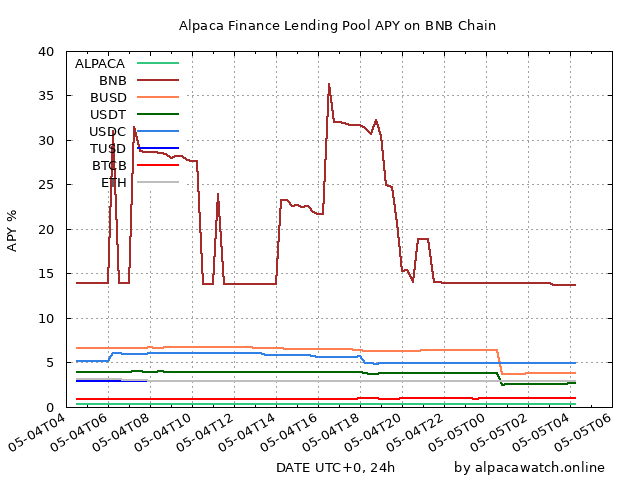 Alpaca Finance Lending Pool APY on BNB Chain
APY %
40
35
30
25
20
15
10
5
0
ALPACA
BNB
BUSD
USDT
USDC
TUSD
BTCB
ETH
05-04T04
05-04T06
05-04T08
05-04T10
05-04T12
05-04T14
05-04T16
05-04T18
05-04T20
05-04T22
05-05T00
05-05T02
05-05T04
05-05T06
DATE UTC+0, 24h
by alpacawatch.online